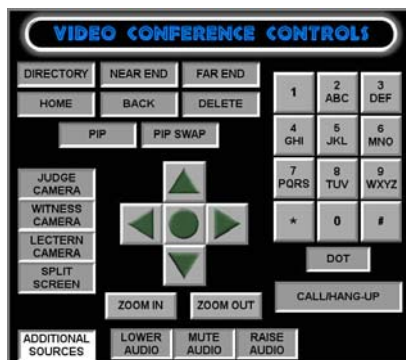 VIDEO CONFERENCE CONTROLS
DIRECTORY
NEAR END
FAR END
HOME
BACK
DELETE
PIP
PIP SWAP
1
2
ABC
3
DEF
4
GHI
5
JKL
6
MNO
7
PQRS
8
TUV
9
WXYZ
*
0
#
DOT
JUDGE
CAMERA
WITNESS
CAMERA
LECTERN
CAMERA
SPLIT
SCREEN
ZOOM IN
ZOOM OUT
CALL/HANG-UP
ADDITIONAL
SOURCES
LOWER
AUDIO
MUTE
AUDIO
RAISE
AUDIO